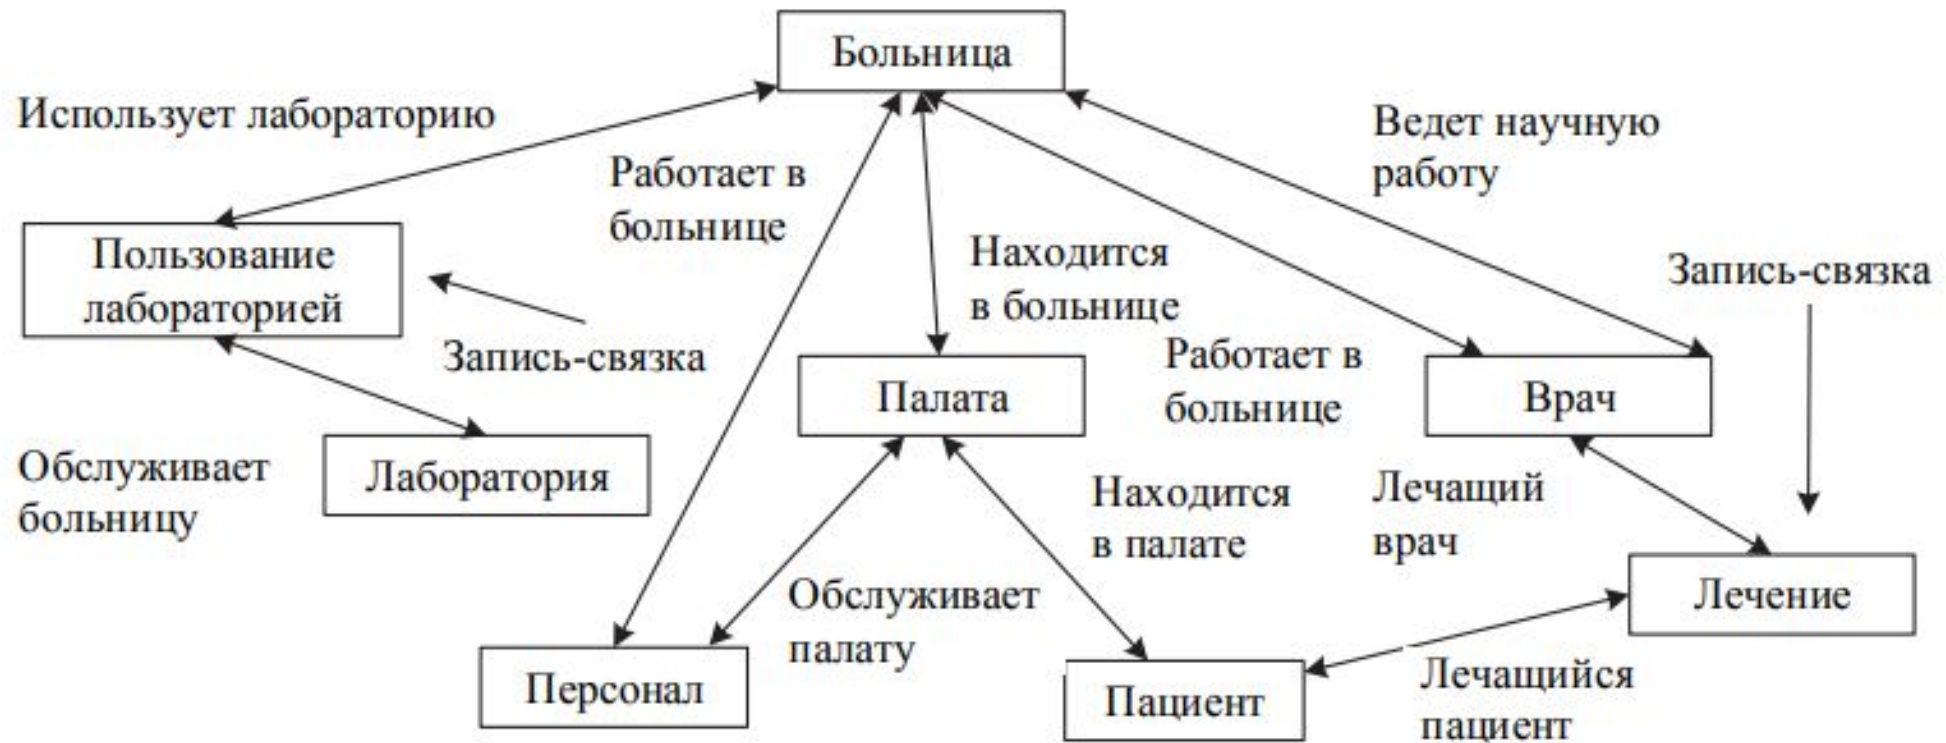 Больница
Использует лабораторию
Ведет научную
работу
Работает в
больнице
Пользование
лабораторией
Находится
в больнице
Запись-связка
Запись-связка
Работает в
больнице
Палата
Врач
Обслуживает
больницу
Лаборатория
Находится
в палате
Лечащий
врач
Обслуживает
палату
Лечение
Персонал
Пациент
Лечащийся
пациент